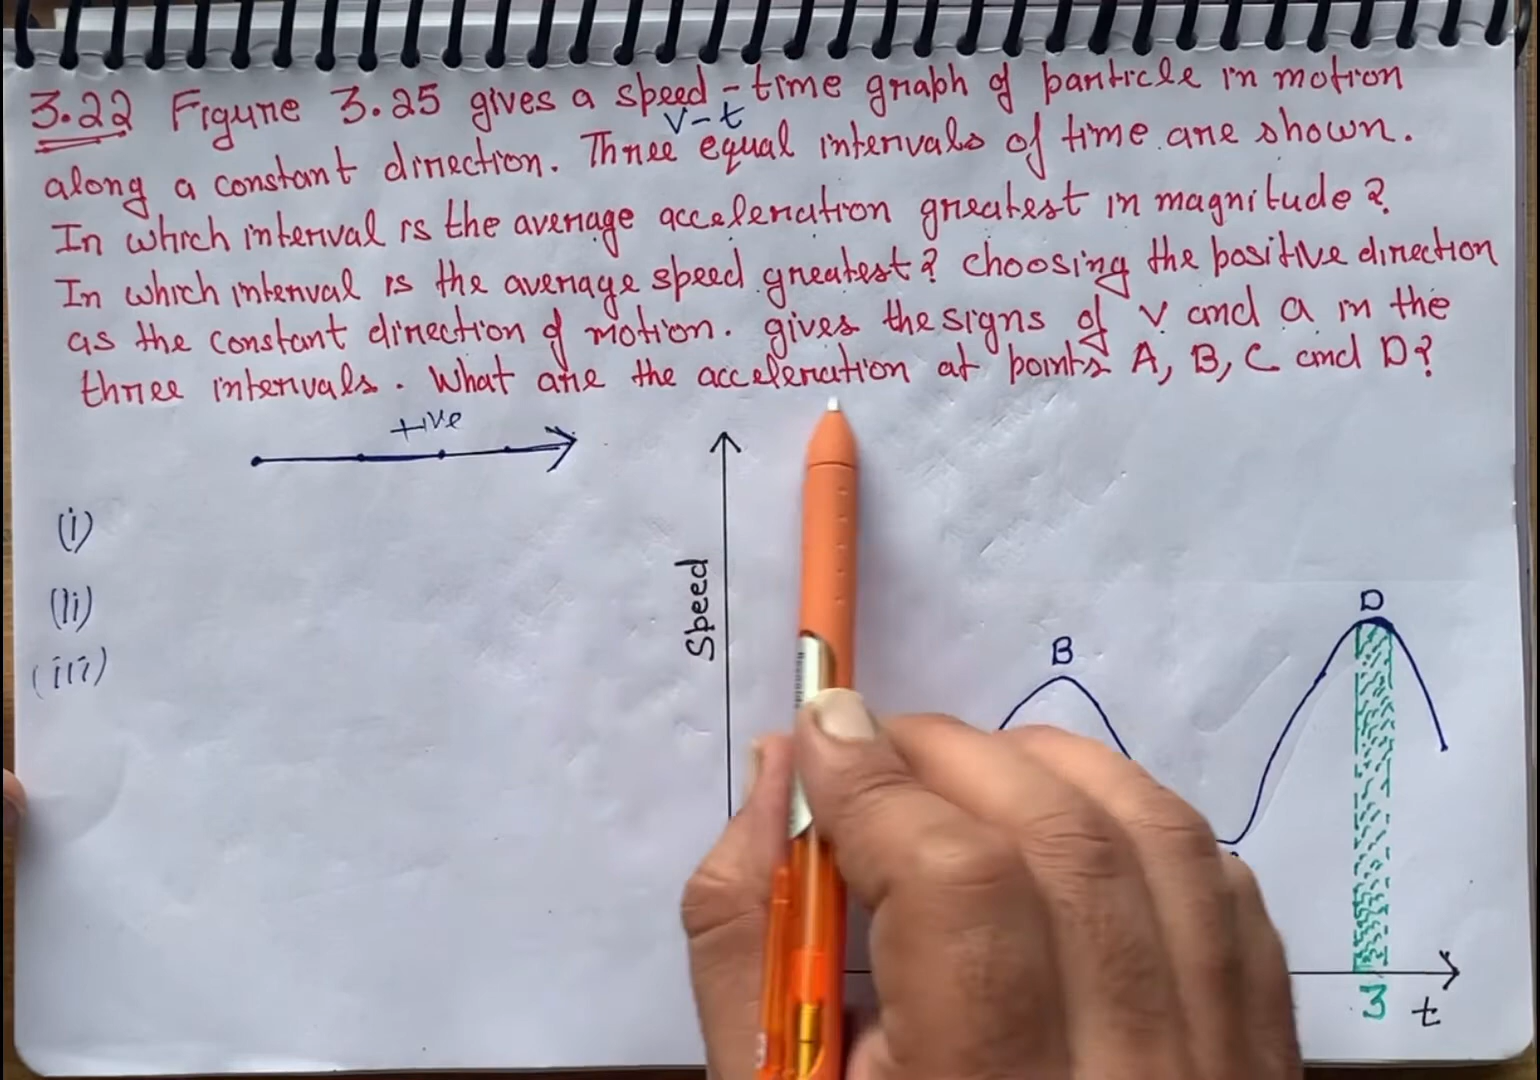 3.22 Figure 3.25 gives a speed-time graph of particle in motion
v-t
along a constant direction. Three equal intervals of time are shown.
In which interval is the average acceleration greatest in magnitude?
In which interval is the average speed greatest? choosing the positive direction
as the constant direction of motion. gives the signs of v and a in the
three intervals. What are the acceleration at points A, B, C and D?
+ive
(i)
(ii)
(iii)
Speed
B
D
3
t